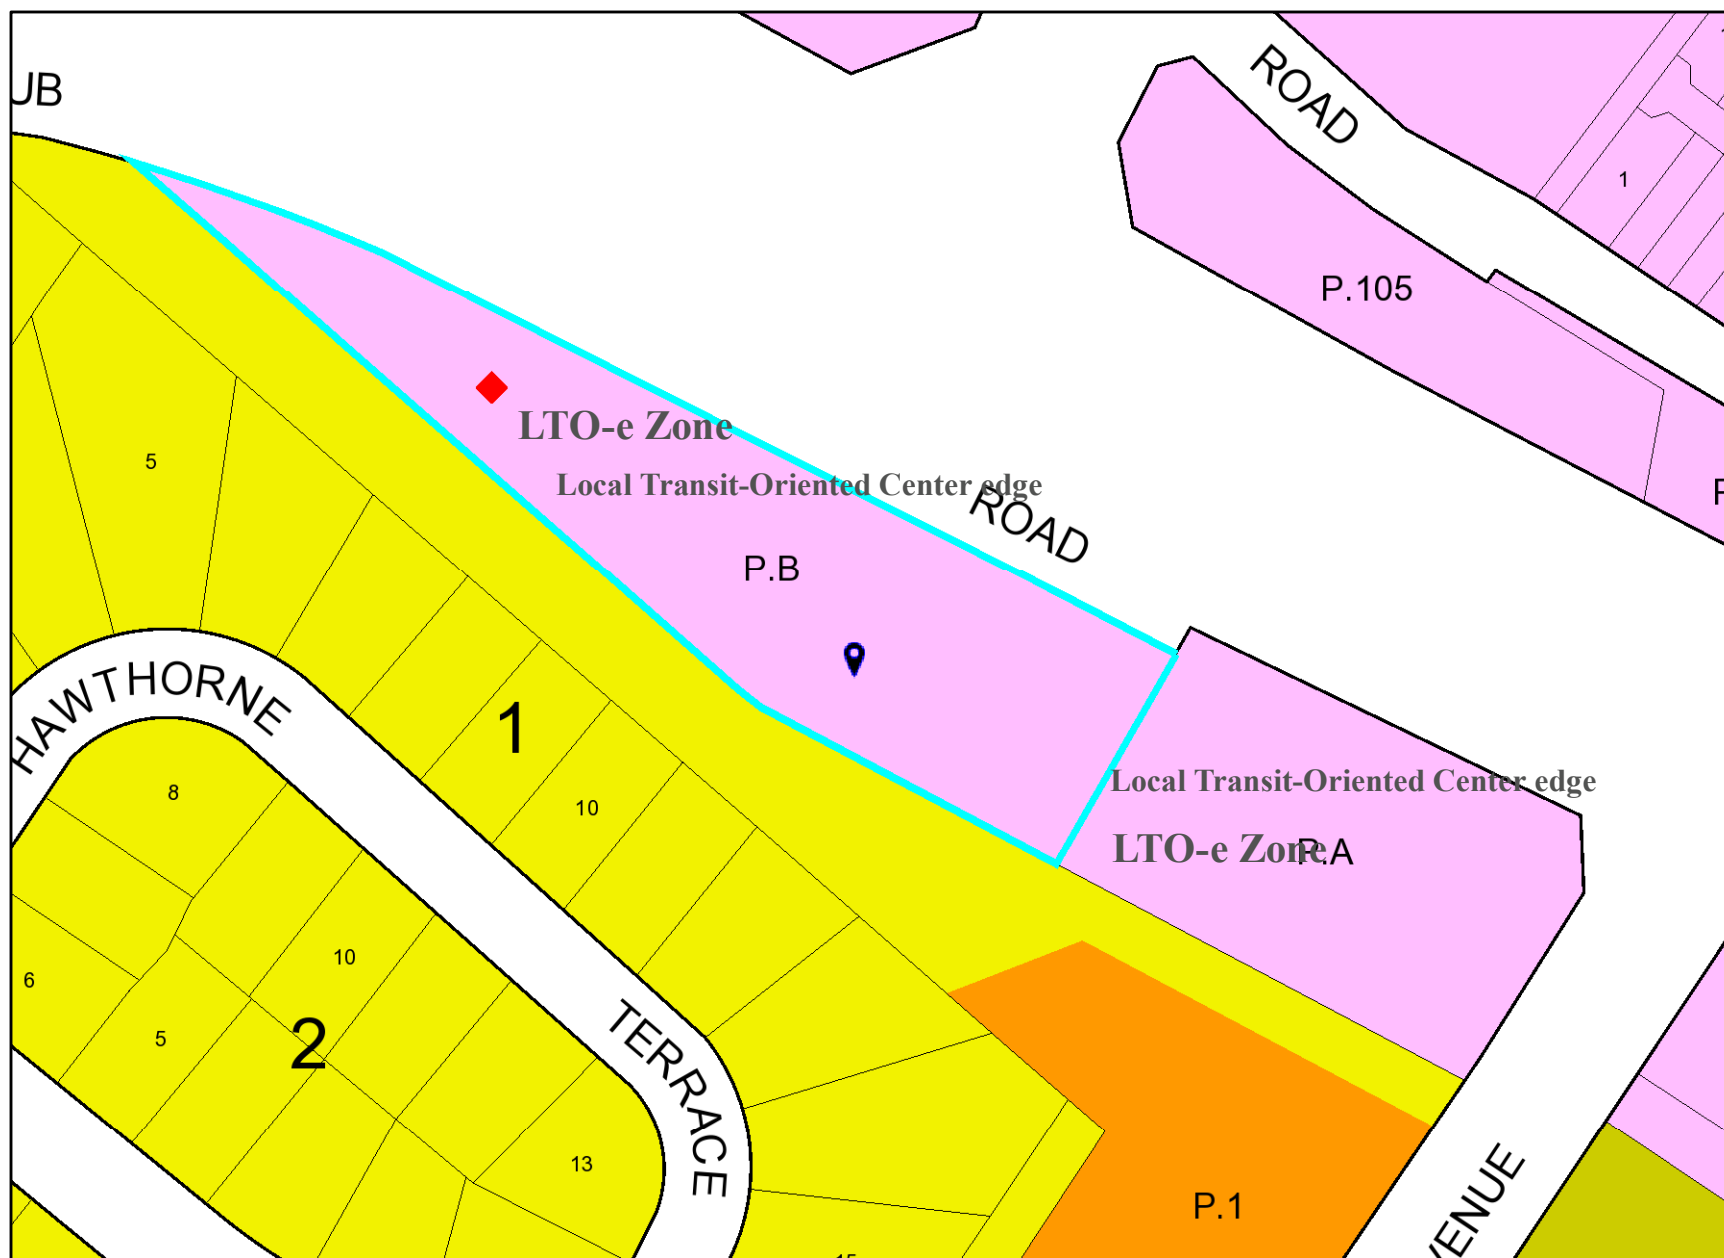 UB
ROAD
1
P.105
LTO-e Zone
5
Local Transit-Oriented Center edge
ROAD
P.B
HAWTHORNE
1
Local Transit-Oriented Center edge
8
10
LTO-e Zone
P.A
10
6
5
2
TERRACE
13
P.1
VENUE